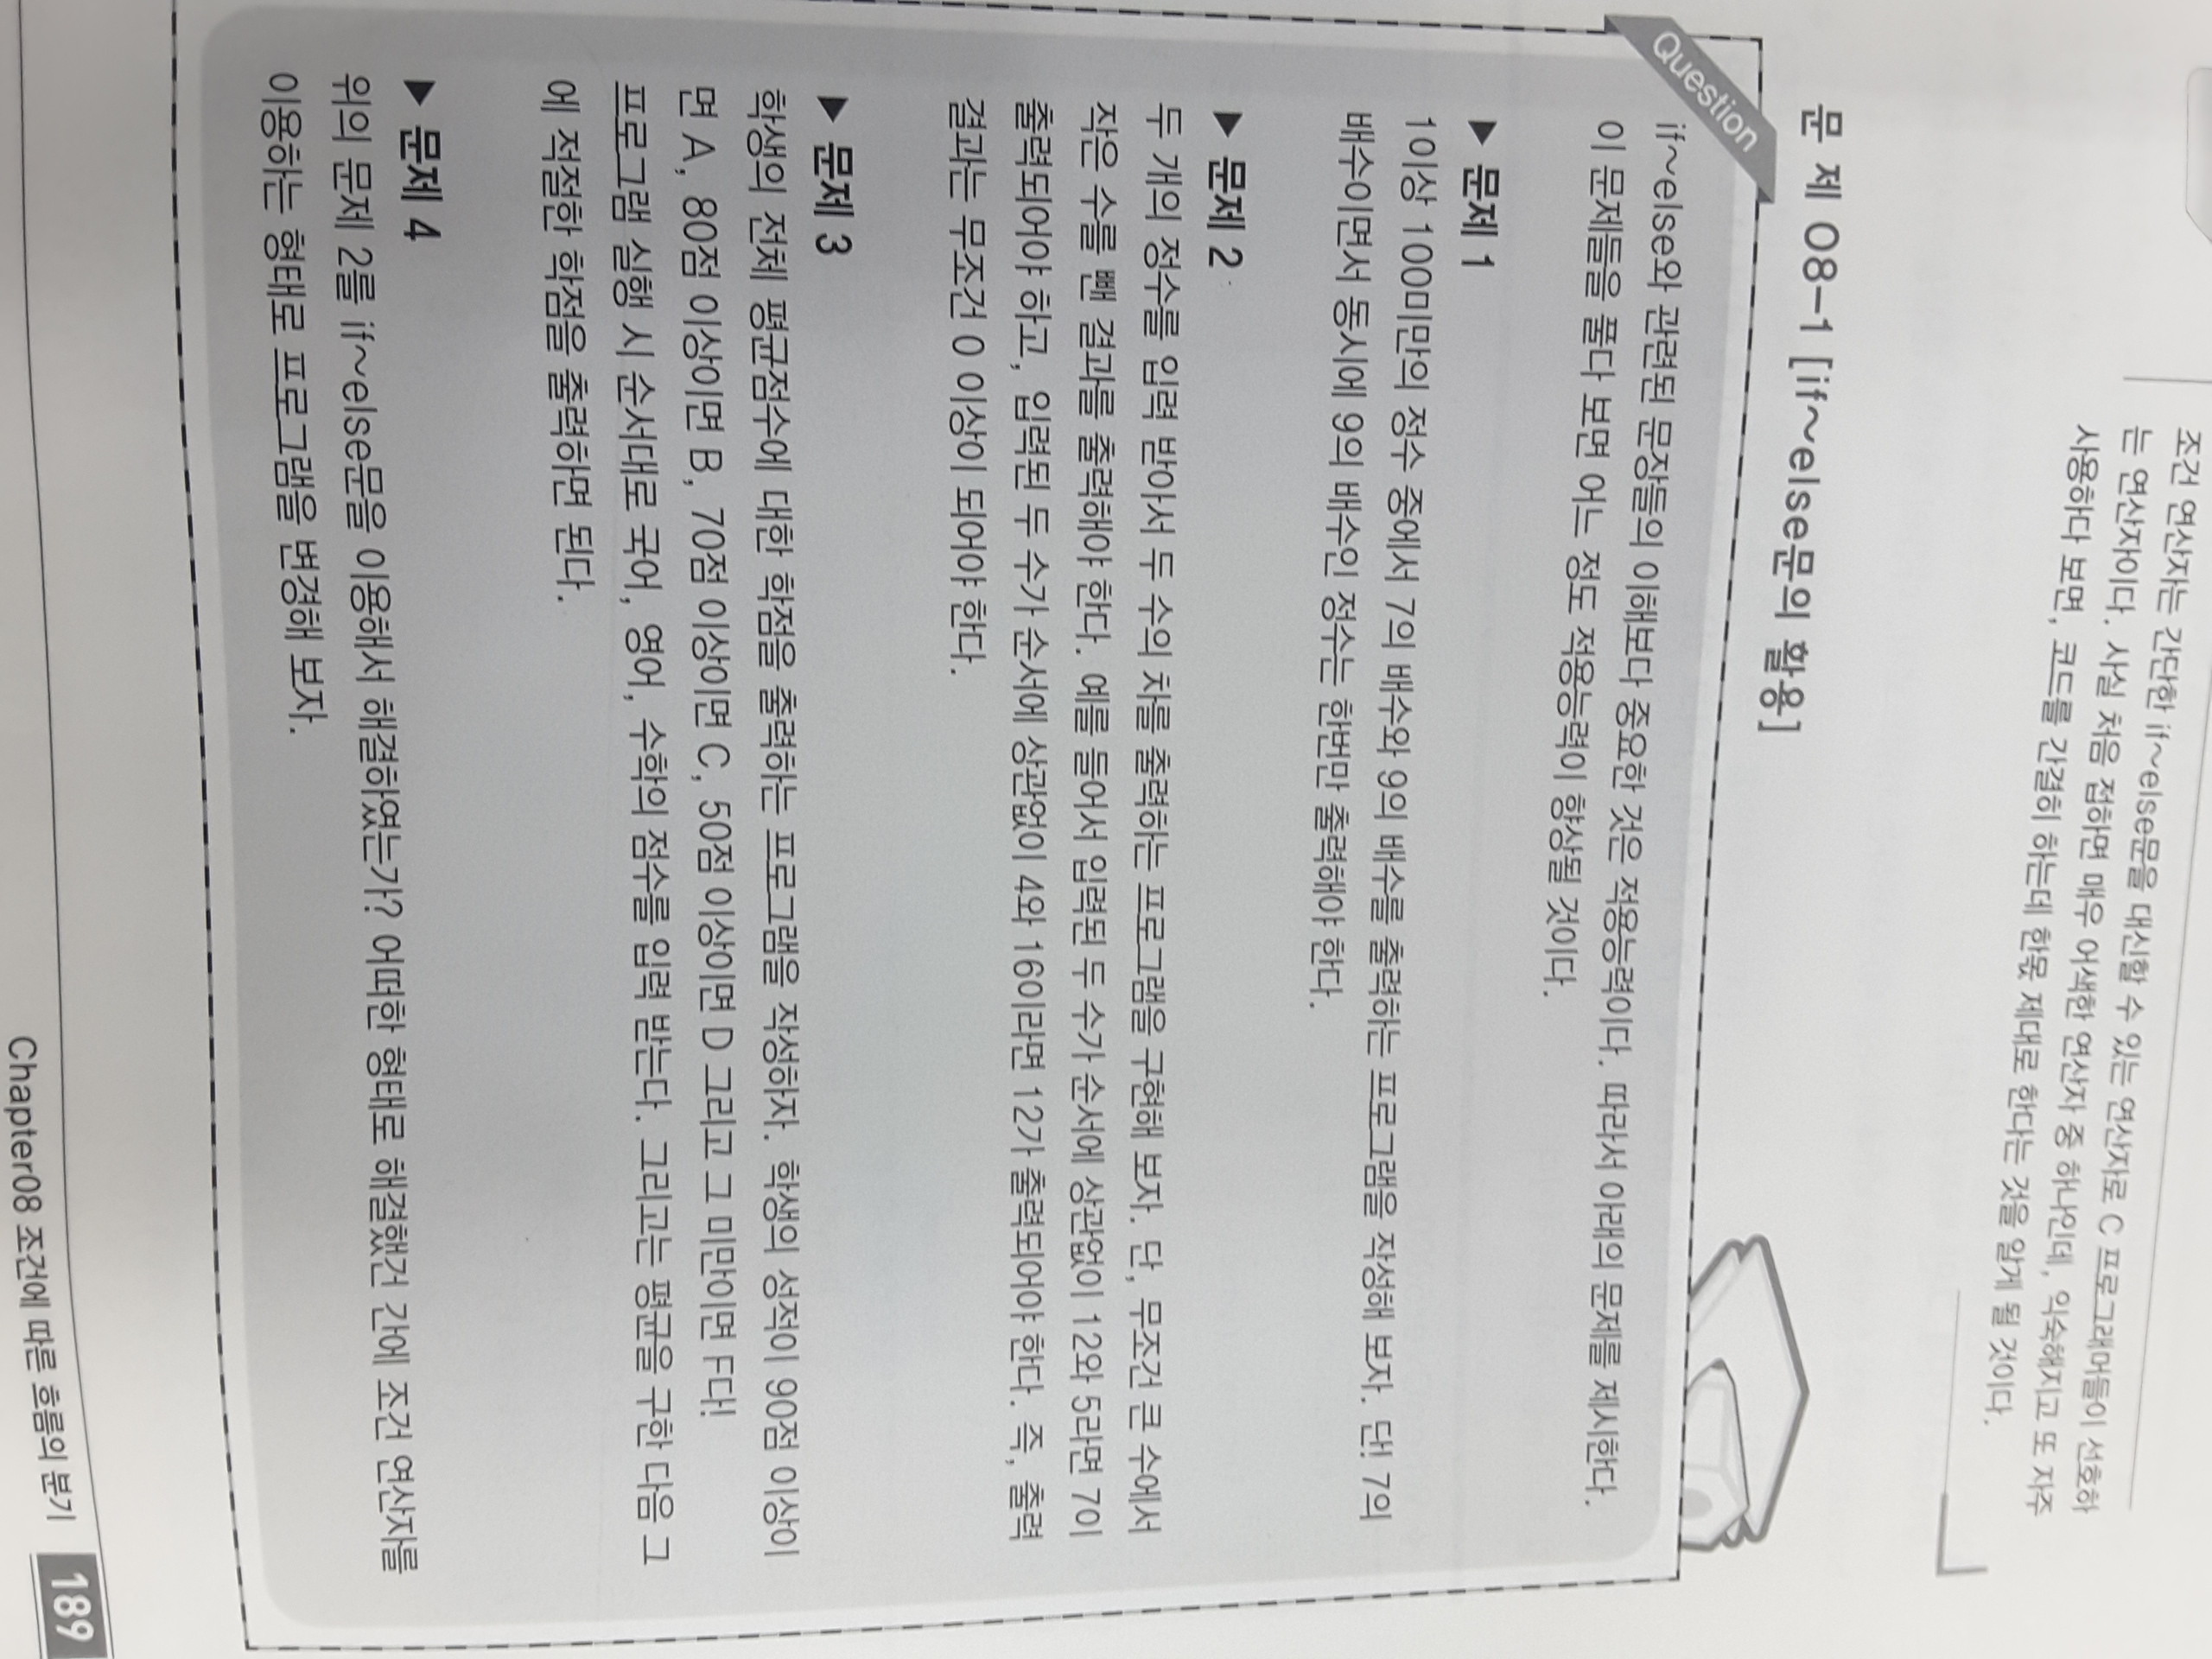 조건 연산자는 간단한 if~else문을 대신할 수 있는 연산자로 C 프로그래머들이 선호하
는 연산자이다. 사실 처음 접하면 매우 어색한 연산자 중 하나인데, 익숙해지고 또 자주
사용하다 보면, 코드를 간결히 하는데 한몫 제대로 한다는 것을 알게 될 것이다.
문 제 08-1 [if~else문의 활용]
Question
if~else와 관련된 문장들의 이해보다 중요한 것은 적용능력이다. 따라서 아래의 문제를 제시한다.
이 문제들을 풀다 보면 어느 정도 적용능력이 향상될 것이다.
▶ 문제 1
1이상 100미만의 정수 중에서 7의 배수와 9의 배수를 출력하는 프로그램을 작성해 보자. 단! 7의
배수이면서 동시에 9의 배수인 정수는 한번만 출력해야 한다.
▶ 문제 2
두 개의 정수를 입력 받아서 두 수의 차를 출력하는 프로그램을 구현해 보자. 단, 무조건 큰 수에서
작은 수를 뺀 결과를 출력해야 한다. 예를 들어서 입력된 두 수가 순서에 상관없이 12와 5라면 7이
출력되어야 하고, 입력된 두 수가 순서에 상관없이 4와 16이라면 12가 출력되어야 한다. 즉, 출력
결과는 무조건 0 이상이 되어야 한다.
▶ 문제 3
학생의 전체 평균점수에 대한 학점을 출력하는 프로그램을 작성하자. 학생의 성적이 90점 이상이
면 A, 80점 이상이면 B, 70점 이상이면 C, 50점 이상이면 D 그리고 그 미만이면 F다!
프로그램 실행 시 순서대로 국어, 영어, 수학의 점수를 입력 받는다. 그리고는 평균을 구한 다음 그
에 적절한 학점을 출력하면 된다.
▶ 문제 4
위의 문제 2를 if~else문을 이용해서 해결하였는가? 어떠한 형태로 해결했건 간에 조건 연산자를
이용하는 형태로 프로그램을 변경해 보자.
Chapter08 조건에 따른 흐름의 분기 189